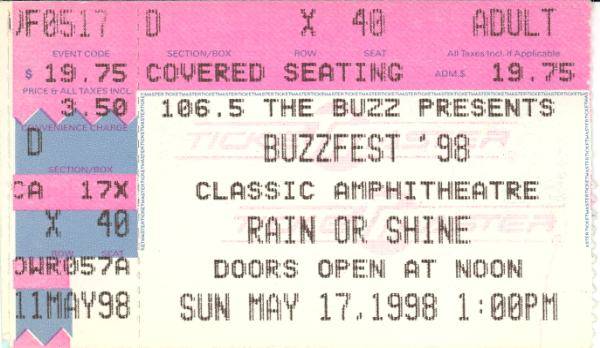 VF0517 D X 40 ADULT
EVENT CODE SECTION/BOX ROW SEAT All Taxes Incl. if Applicable
$ 19.75 COVERED SEATING ADM.$ 19.75
PRICE & ALL TAXES INCL.
3.50 106.5 THE BUZZ PRESENTS
CONVENIENCE CHARGE
D BUZZFEST '98
SECTION/BOX
CA 17X CLASSIC AMPHITHEATRE
X 40 RAIN OR SHINE
ROW SEAT
OWR057A DOORS OPEN AT NOON
11MAY98 SUN MAY 17,1998 1:00PM